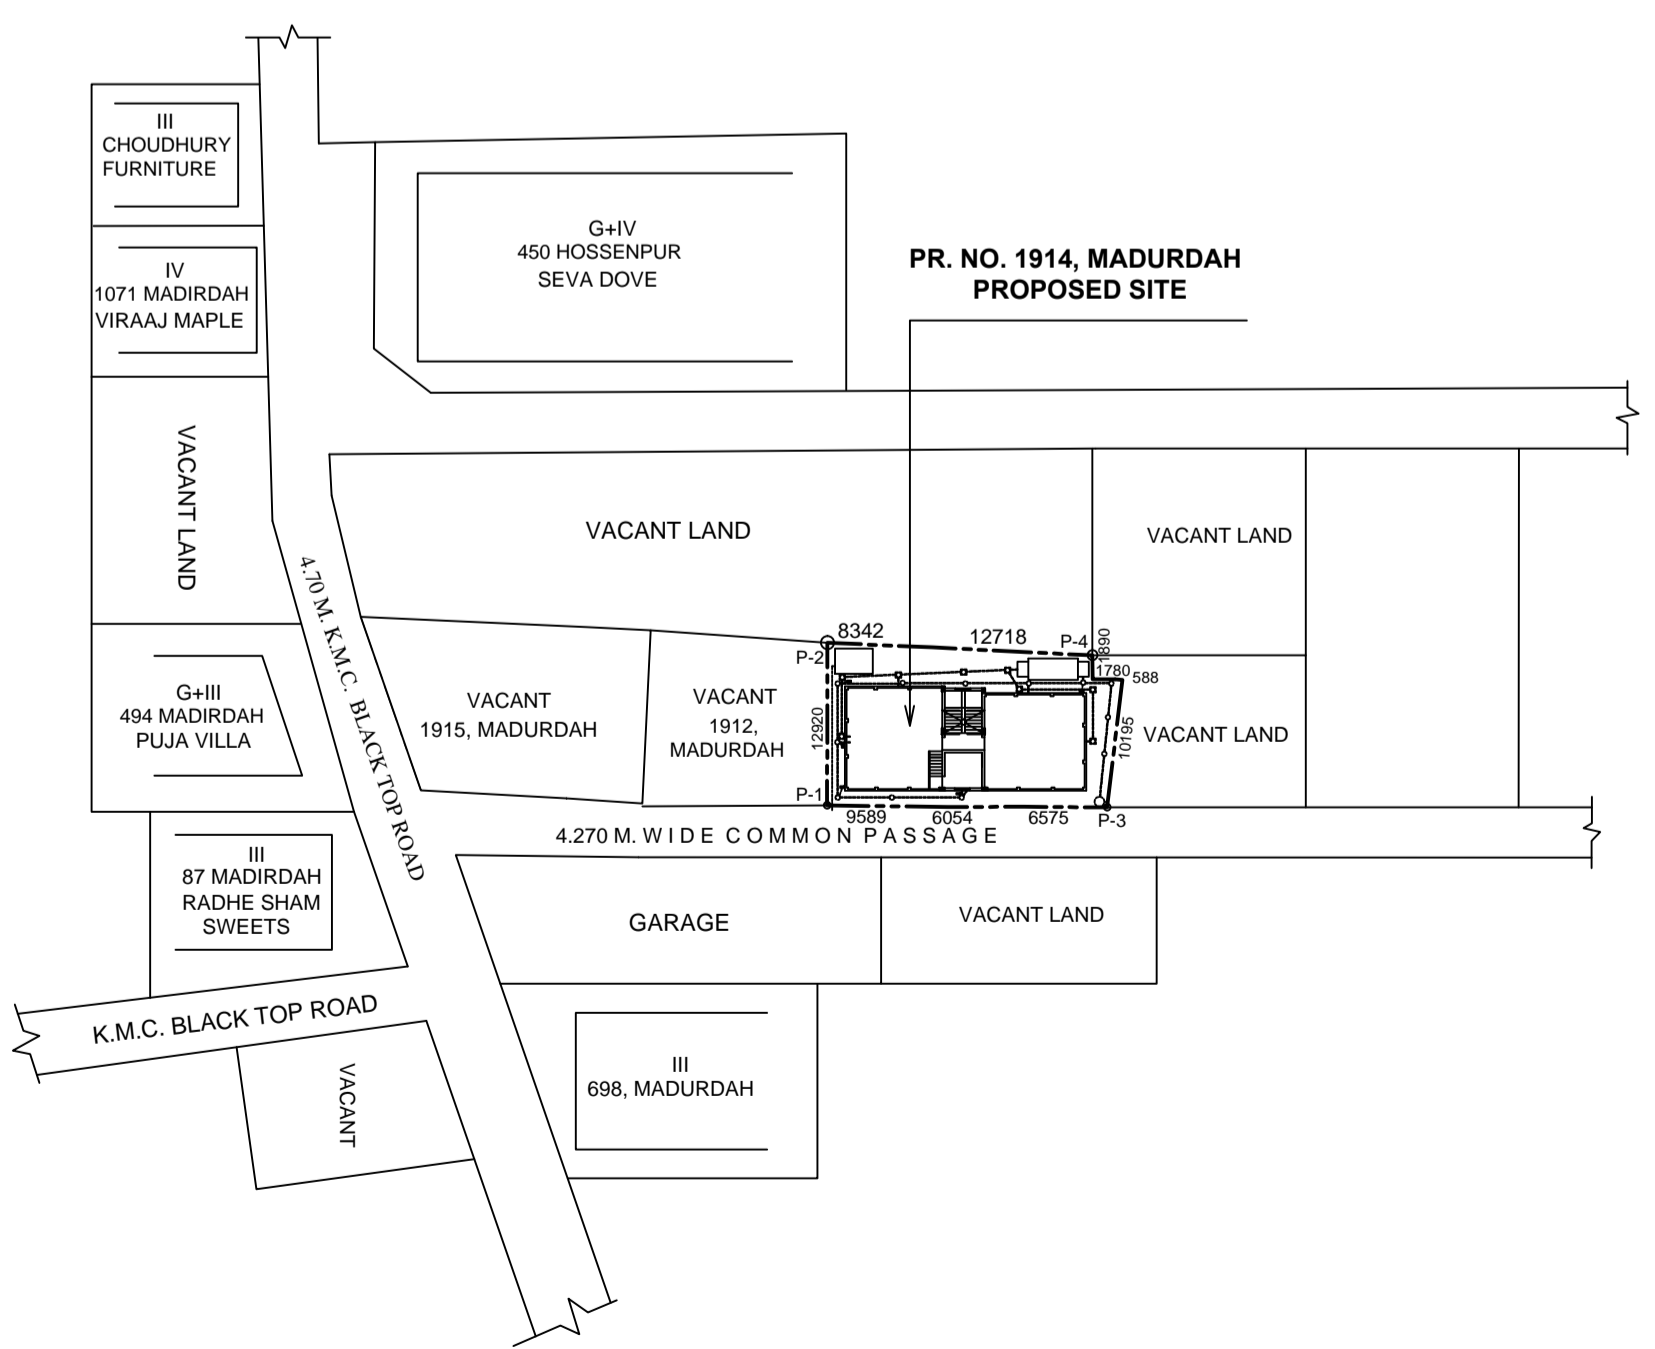 III
CHOUDHURY
FURNITURE
IV
1071 MADIRDAH
VIRAAJ MAPLE
G+IV
450 HOSSENPUR
SEVA DOVE
PR. NO. 1914, MADURDAH
PROPOSED SITE
VACANT LAND
VACANT LAND
VACANT LAND
4.70 M. K.M.C. BLACK TOP ROAD
8342
12718
P-4
1890
P-2
1780
588
G+III
494 MADIRDAH
PUJA VILLA
VACANT
1915, MADURDAH
VACANT
1912,
MADURDAH
12920
10195
VACANT LAND
P-1
9589
6054
6575
P-3
4.270 M. WIDE COMMON PASSAGE
III
87 MADIRDAH
RADHE SHAM
SWEETS
GARAGE
VACANT LAND
K.M.C. BLACK TOP ROAD
VACANT
III
698, MADURDAH